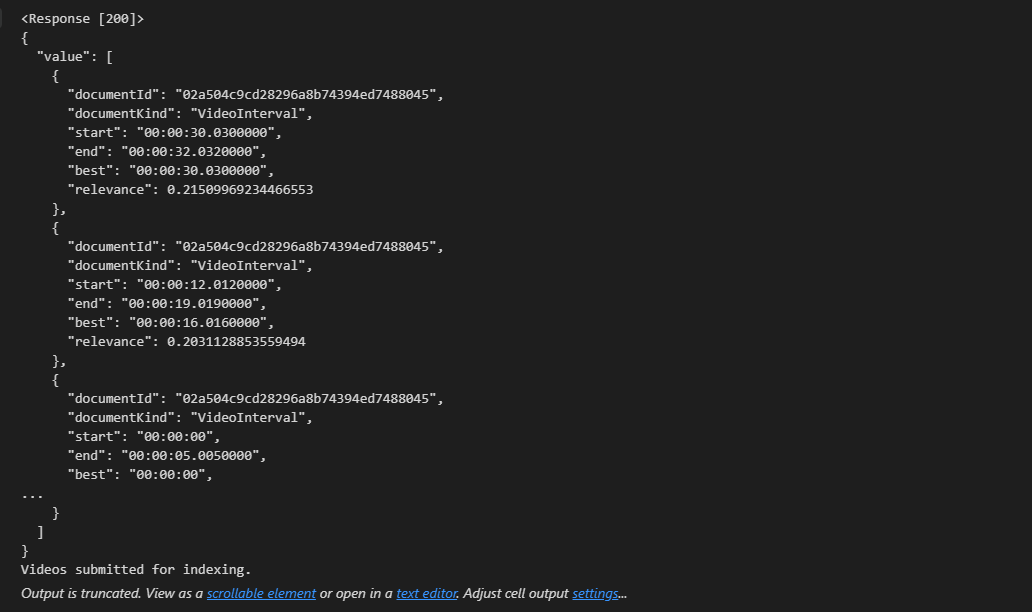 <Response [200]>
{
  "value": [
    {
      "documentId": "02a504c9cd28296a8b74394ed7488045",
      "documentKind": "VideoInterval",
      "start": "00:00:30.0300000",
      "end": "00:00:32.0320000",
      "best": "00:00:30.0300000",
      "relevance": 0.21509969234466553
    },
    {
      "documentId": "02a504c9cd28296a8b74394ed7488045",
      "documentKind": "VideoInterval",
      "start": "00:00:12.0120000",
      "end": "00:00:19.0190000",
      "best": "00:00:16.0160000",
      "relevance": 0.2031128853559494
    },
    {
      "documentId": "02a504c9cd28296a8b74394ed7488045",
      "documentKind": "VideoInterval",
      "start": "00:00:00",
      "end": "00:00:05.0050000",
      "best": "00:00:00",
...
    }
  ]
}
Videos submitted for indexing.
Output is truncated. View as a scrollable element or open in a text editor. Adjust cell output settings...